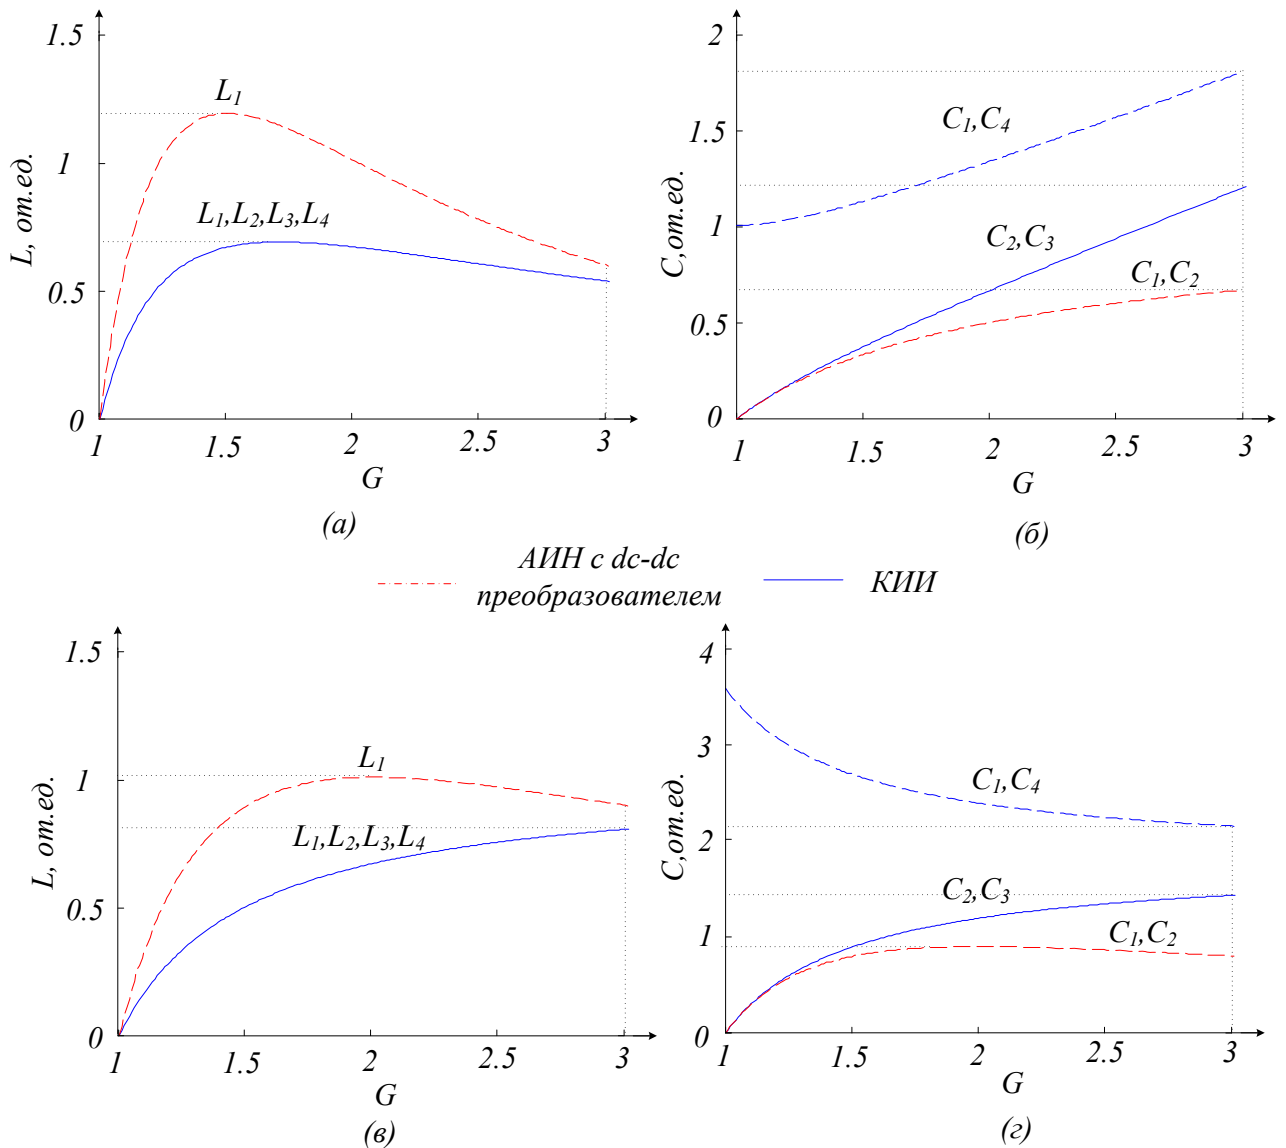 L, от.ед.
1.5
1
0.5
0
L1
L1,L2,L3,L4
1
1.5
2
2.5
3
G
(а)
C,от.ед.
2
1.5
1
0.5
0
C1,C4
C2,C3
C1,C2
1
1.5
2
2.5
3
G
(б)
АИН с dc-dc
преобразователем
КИИ
L, от.ед.
1.5
1
0.5
0
L1
L1,L2,L3,L4
1
1.5
2
2.5
3
G
(в)
C,от.ед.
4
3
2
1
0
C1,C4
C2,C3
C1,C2
1
1.5
2
2.5
3
G
(г)